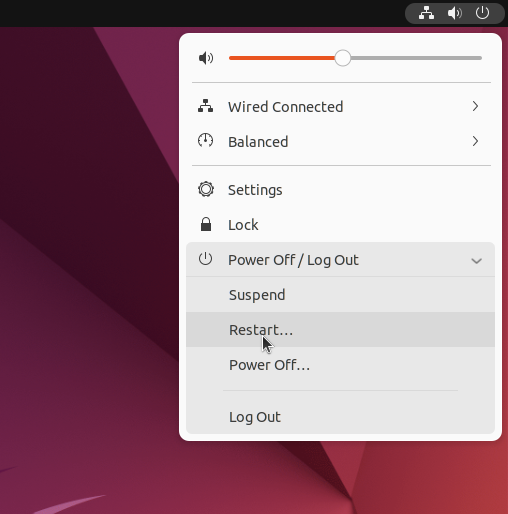 Wired Connected
Balanced
Settings
Lock
Power Off / Log Out
Suspend
Restart…
Power Off…
Log Out